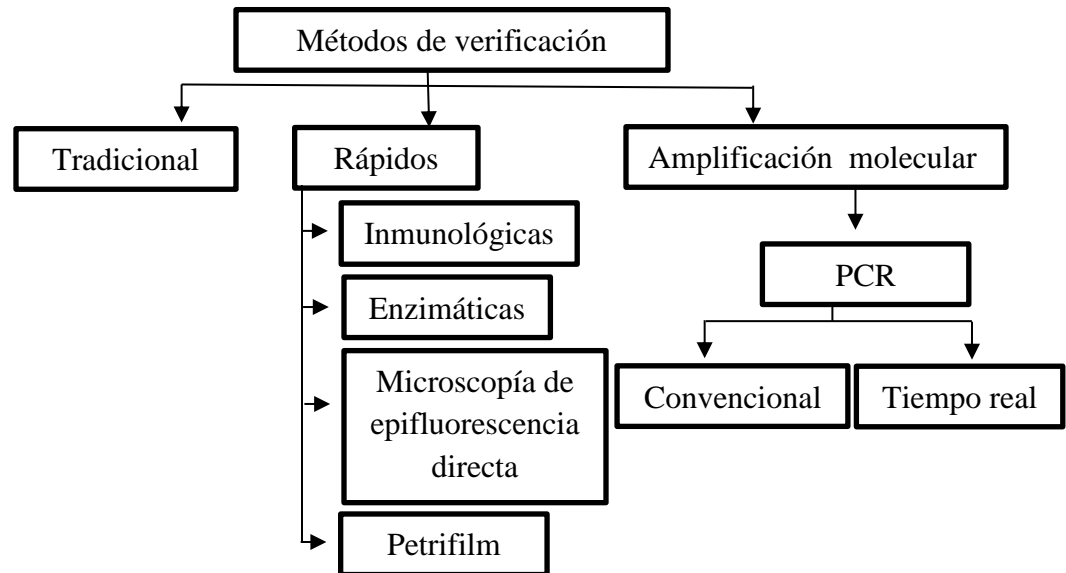 Métodos de verificación
Tradicional
Rápidos
Amplificación molecular
Inmunológicas
Enzimáticas
Microscopía de
epifluorescencia
directa
Petrifilm
PCR
Convencional
Tiempo real